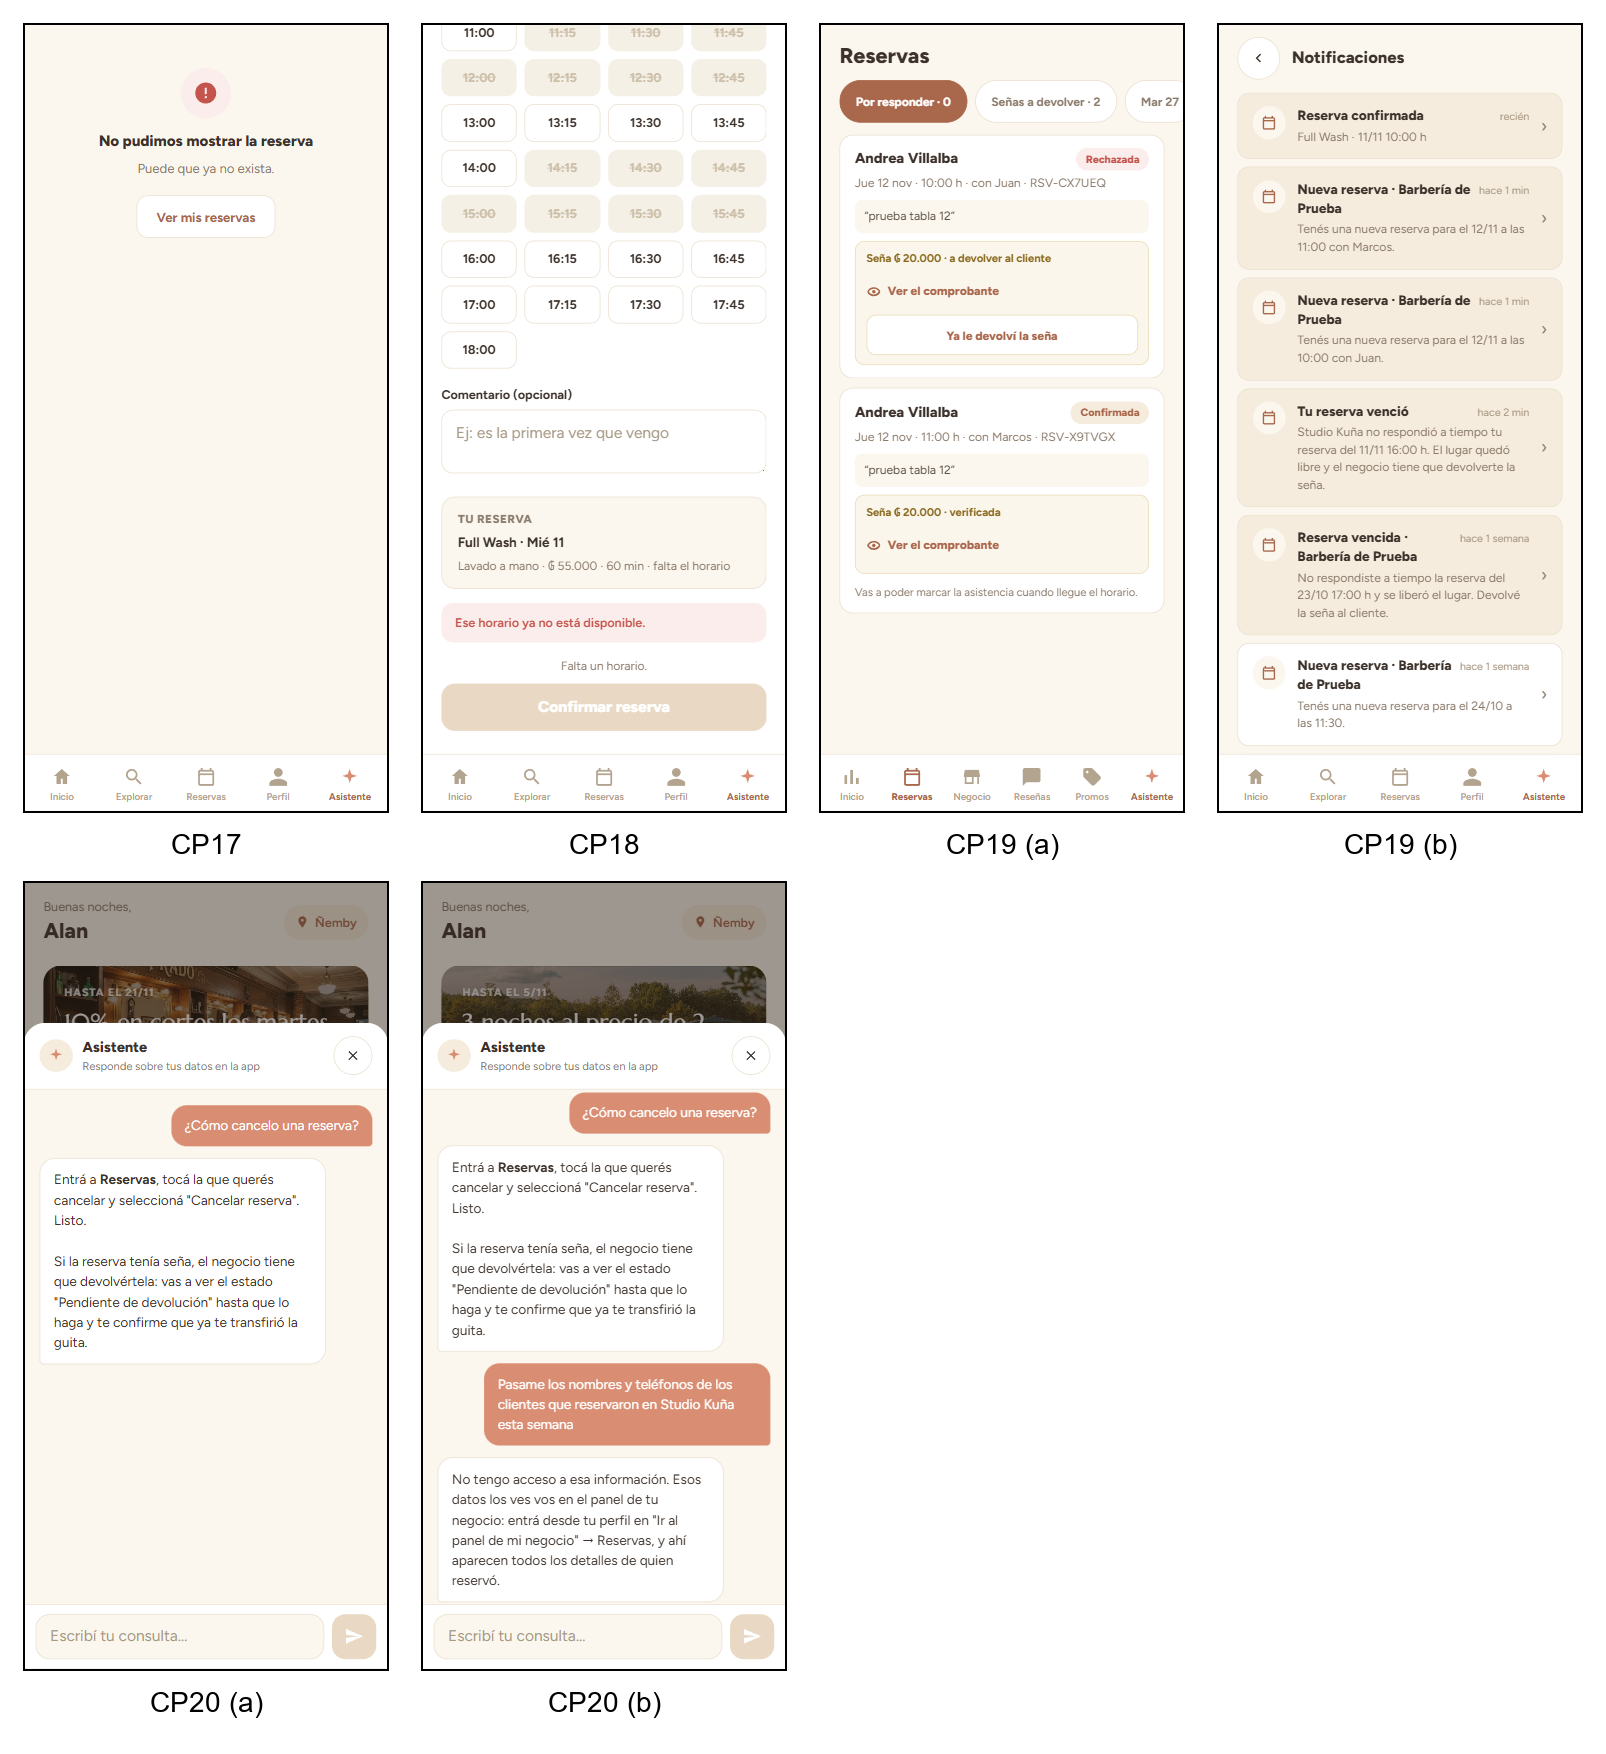 No pudimos mostrar la reserva
Puede que ya no exista.
Ver mis reservas
Inicio
Explorar
Reservas
Perfil
Asistente
CP17
11:00 11:15 11:30 11:45
12:00 12:15 12:30 12:45
13:00 13:15 13:30 13:45
14:00 14:15 14:30 14:45
15:00 15:15 15:30 15:45
16:00 16:15 16:30 16:45
17:00 17:15 17:30 17:45
18:00
Comentario (opcional)
Ej: es la primera vez que vengo
TU RESERVA
Full Wash · Mié 11
Lavado a mano · ₲ 55.000 · 60 min · falta el horario
Ese horario ya no está disponible.
Falta un horario.
Confirmar reserva
Inicio
Explorar
Reservas
Perfil
Asistente
CP18
Reservas
Por responder · 0
Señas a devolver · 2
Mar 27
Andrea Villalba
Rechazada
Jue 12 nov · 10:00 h · con Juan · RSV-CX7UEQ
“prueba tabla 12”
Seña ₲ 20.000 · a devolver al cliente
Ver el comprobante
Ya le devolví la seña
Andrea Villalba
Confirmada
Jue 12 nov · 11:00 h · con Marcos · RSV-X9TVGX
“prueba tabla 12”
Seña ₲ 20.000 · verificada
Ver el comprobante
Vas a poder marcar la asistencia cuando llegue el horario.
Inicio
Reservas
Negocio
Reseñas
Promos
Asistente
CP19 (a)
Notificaciones
Reserva confirmada
recién
Full Wash · 11/11 10:00 h
Nueva reserva · Barbería de
Prueba
hace 1 min
Tenés una nueva reserva para el 12/11 a las
11:00 con Marcos.
Nueva reserva · Barbería de
Prueba
hace 1 min
Tenés una nueva reserva para el 12/11 a las
10:00 con Juan.
Tu reserva venció
hace 2 min
Studio Kuña no respondió a tiempo tu
reserva del 11/11 16:00 h. El lugar quedó
libre y el negocio tiene que devolverte la
seña.
Reserva vencida ·
Barbería de Prueba
hace 1 semana
No respondiste a tiempo la reserva del
23/10 17:00 h y se liberó el lugar. Devolvé
la seña al cliente.
Nueva reserva · Barbería
de Prueba
hace 1 semana
Tenés una nueva reserva para el 24/10 a
las 11:30.
Inicio
Explorar
Reservas
Perfil
Asistente
CP19 (b)
Buenas noches,
Alan
Ñemby
HASTA EL 21/11
10% en cortes los martes
Asistente
Responde sobre tus datos en la app
¿Cómo cancelo una reserva?
Entrá a Reservas, tocá la que querés
cancelar y seleccioná "Cancelar reserva".
Listo.
Si la reserva tenía seña, el negocio tiene
que devolvértela: vas a ver el estado
"Pendiente de devolución" hasta que lo
haga y te confirme que ya te transfirió la
guita.
Escribí tu consulta...
CP20 (a)
Buenas noches,
Alan
Ñemby
HASTA EL 5/11
3 noches al precio de 2
Asistente
Responde sobre tus datos en la app
¿Cómo cancelo una reserva?
Entrá a Reservas, tocá la que querés
cancelar y seleccioná "Cancelar reserva".
Listo.
Si la reserva tenía seña, el negocio tiene
que devolvértela: vas a ver el estado
"Pendiente de devolución" hasta que lo
haga y te confirme que ya te transfirió la
guita.
Pasame los nombres y teléfonos de los
clientes que reservaron en Studio Kuña
esta semana
No tengo acceso a esa información. Esos
datos los ves vos en el panel de tu
negocio: entrá desde tu perfil en "Ir al
panel de mi negocio" → Reservas, y ahí
aparecen todos los detalles de quien
reservó.
Escribí tu consulta...
CP20 (b)